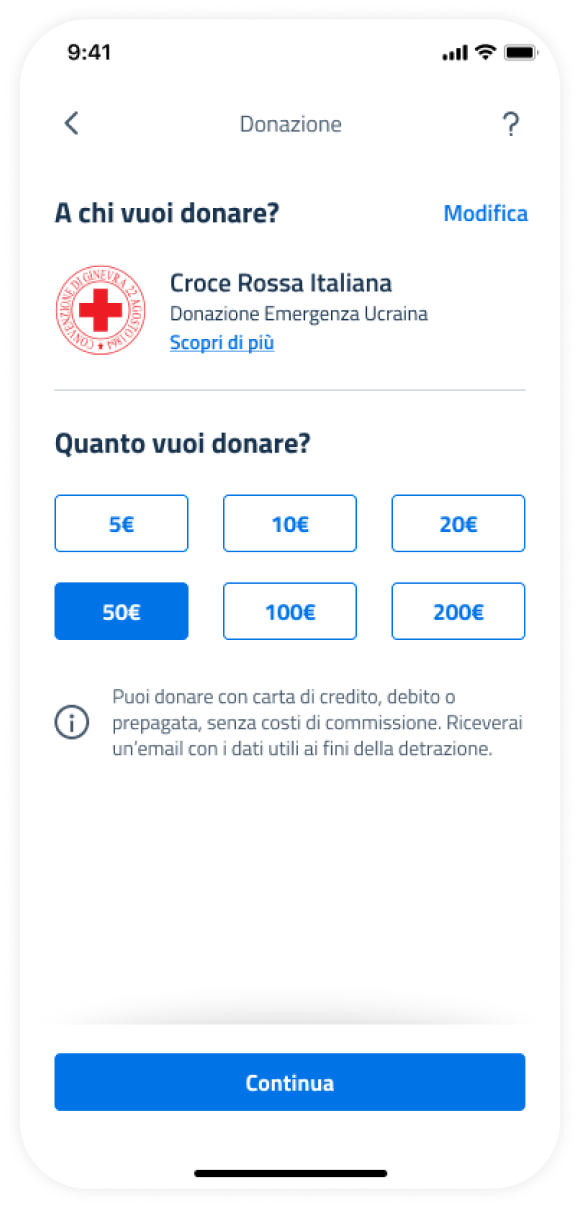 9:41
Donazione
?
A chi vuoi donare?
Modifica
CONVENZIONE DI GINEVRA 22 AGOSTO 1864
Croce Rossa Italiana
Donazione Emergenza Ucraina
Scopri di più
Quanto vuoi donare?
5€
10€
20€
50€
100€
200€
Puoi donare con carta di credito, debito o
prepagata, senza costi di commissione. Riceverai
un'email con i dati utili ai fini della detrazione.
Continua